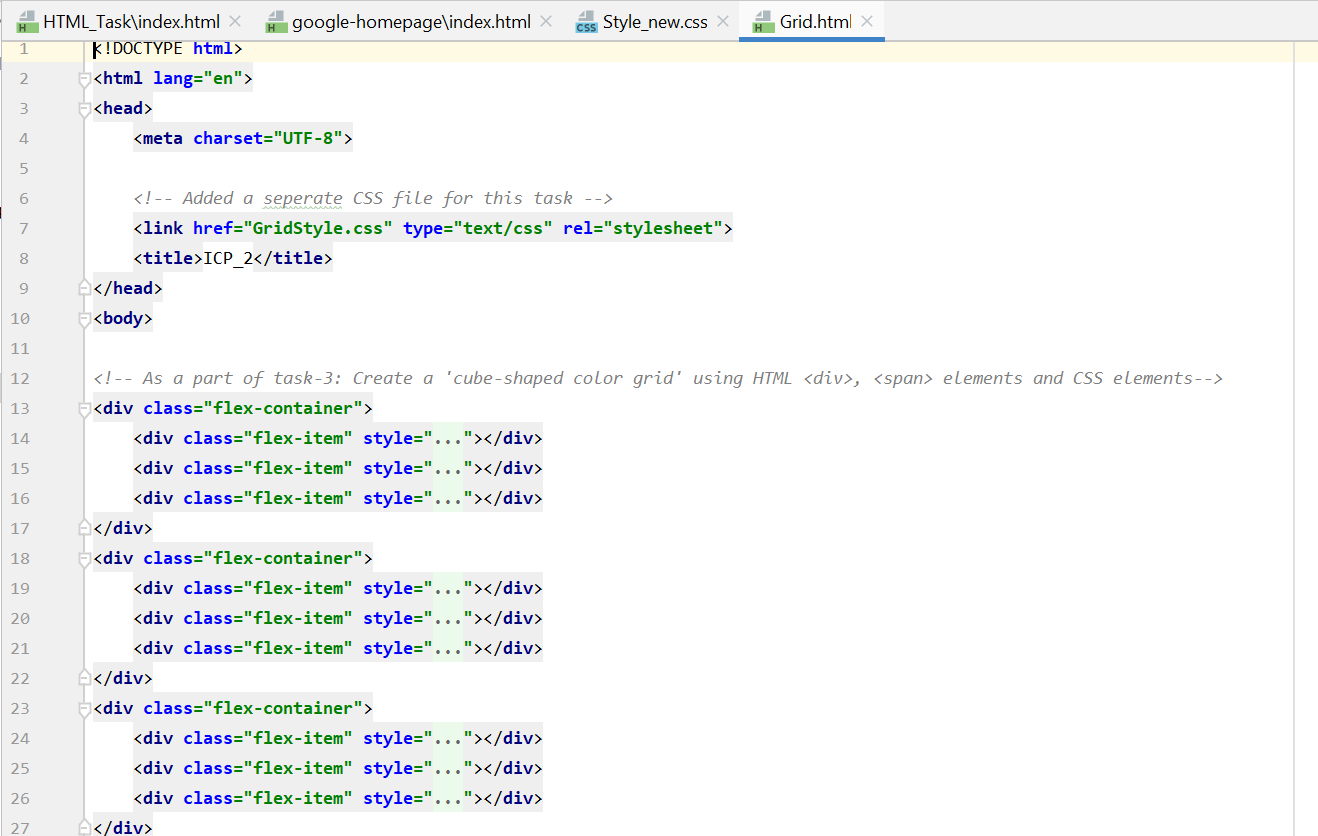 HTML_Task\index.html google-homepage\index.html Style_new.css Grid.html
1 <!DOCTYPE html>
2 <html lang="en">
3 <head>
4 <meta charset="UTF-8">
5
6 <!-- Added a seperate CSS file for this task -->
7 <link href="GridStyle.css" type="text/css" rel="stylesheet">
8 <title>ICP_2</title>
9 </head>
10 <body>
11
12 <!-- As a part of task-3: Create a 'cube-shaped color grid' using HTML <div>, <span> elements and CSS elements-->
13 <div class="flex-container">
14 <div class="flex-item" style="..."></div>
15 <div class="flex-item" style="..."></div>
16 <div class="flex-item" style="..."></div>
17 </div>
18 <div class="flex-container">
19 <div class="flex-item" style="..."></div>
20 <div class="flex-item" style="..."></div>
21 <div class="flex-item" style="..."></div>
22 </div>
23 <div class="flex-container">
24 <div class="flex-item" style="..."></div>
25 <div class="flex-item" style="..."></div>
26 <div class="flex-item" style="..."></div>
27 </div>